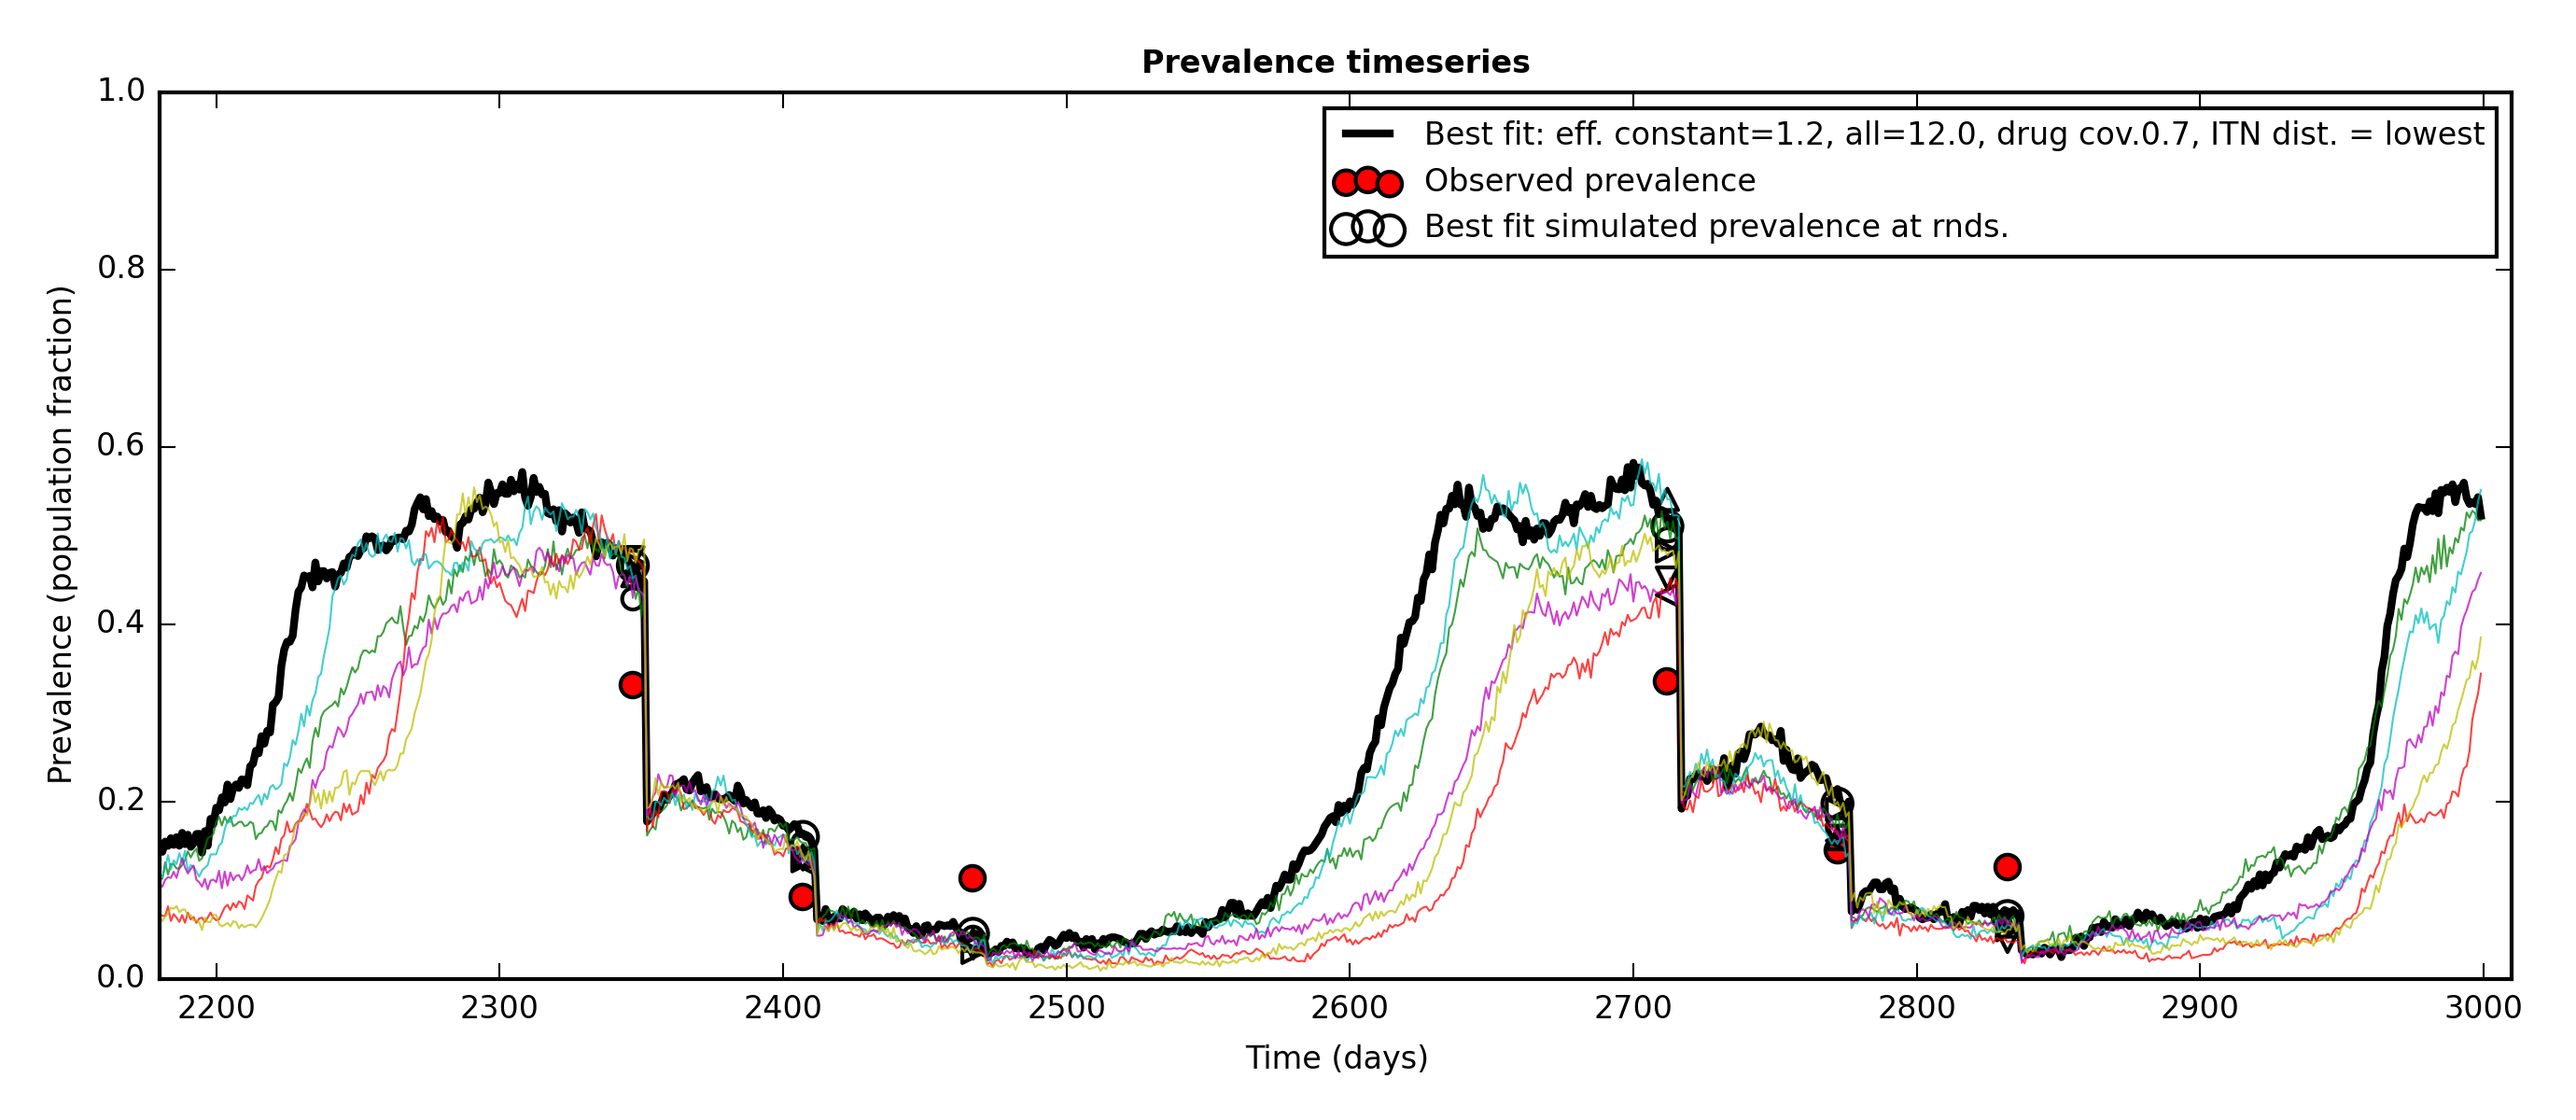 Prevalence timeseries
1.0
0.8
0.6
0.4
0.2
0.0
Prevalence (population fraction)
Best fit: eff. constant=1.2, all=12.0, drug cov.0.7, ITN dist. = lowest
Observed prevalence
Best fit simulated prevalence at rnds.
2200 2300 2400 2500 2600 2700 2800 2900 3000
Time (days)